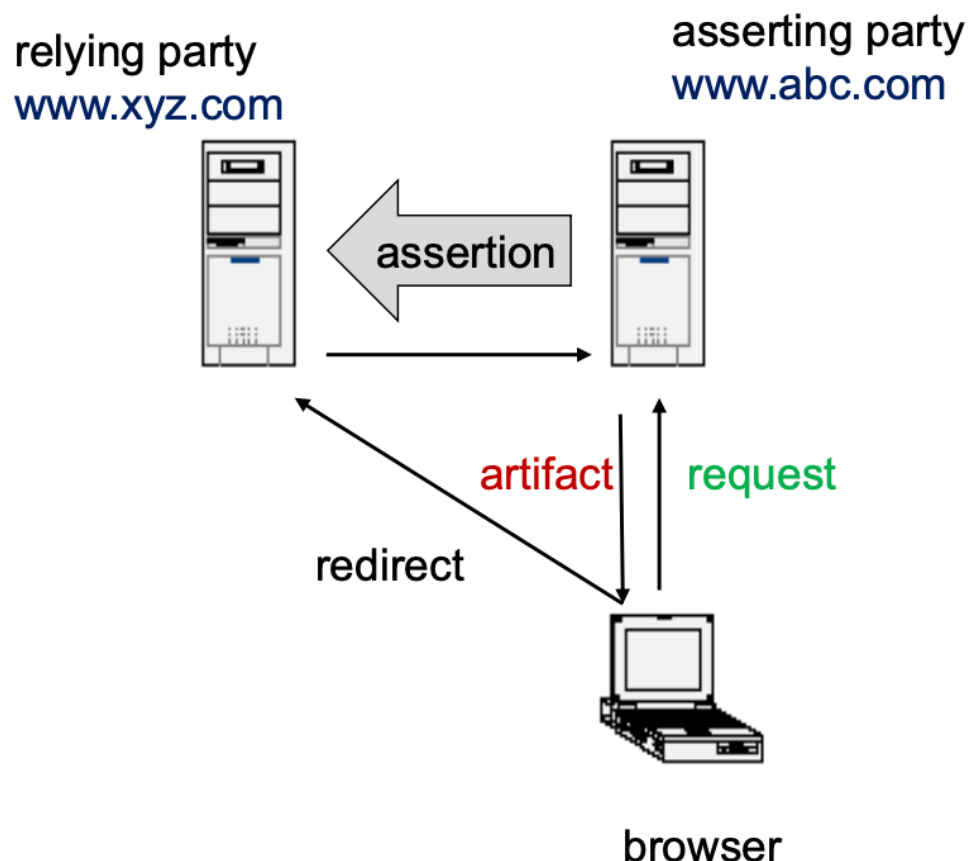 relying party
www.xyz.com
asserting party
www.abc.com
assertion
artifact
request
redirect
browser